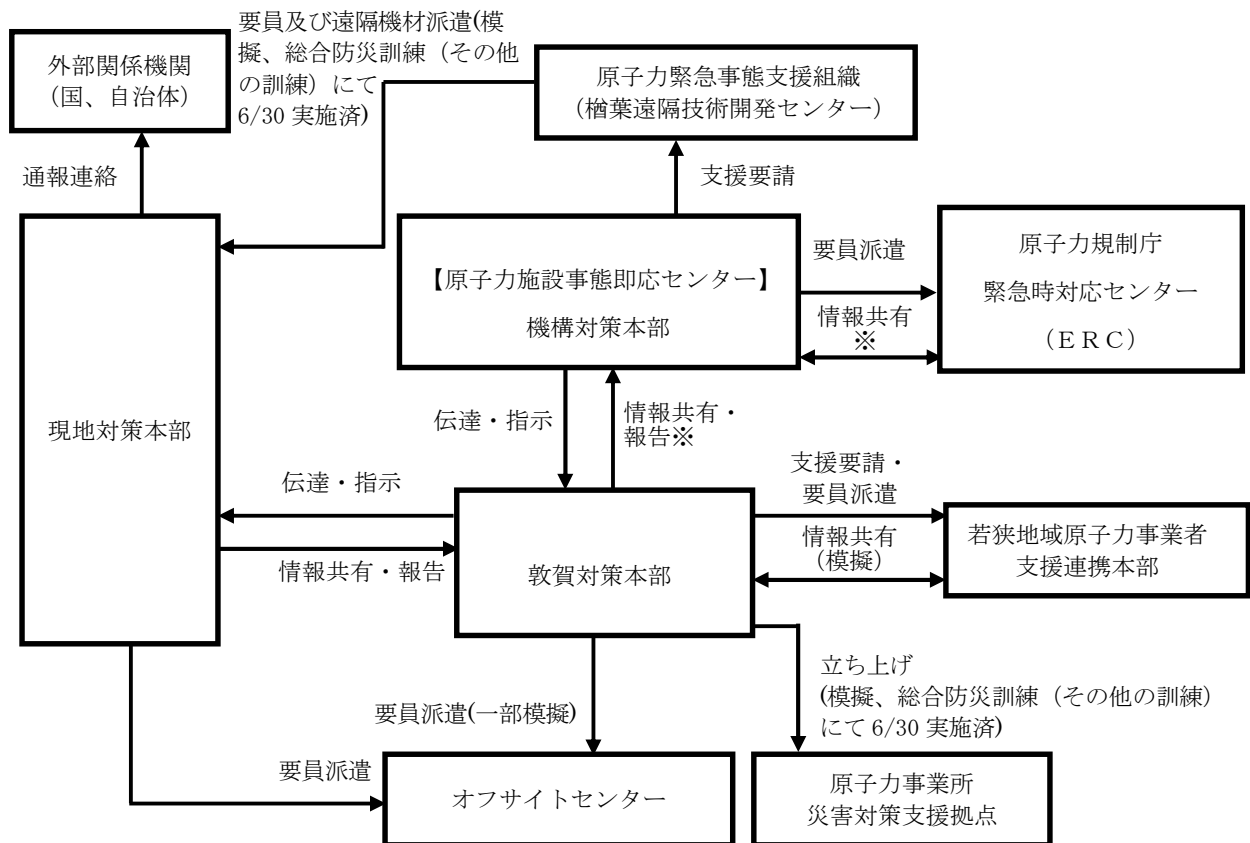 要員及び遠隔機材派遣(模
擬、総合防災訓練（その他
の訓練）にて
6/30 実施済)
外部関係機関
（国、自治体）
原子力緊急事態支援組織
（楢葉遠隔技術開発センター）
通報連絡
支援要請
【原子力施設事態即応センター】
機構対策本部
要員派遣
情報共有
※
原子力規制庁
緊急時対応センター
（ＥＲＣ）
現地対策本部
伝達・指示
情報共有・
報告※
伝達・指示
情報共有・報告
敦賀対策本部
支援要請・
要員派遣
情報共有
（模擬）
若狭地域原子力事業者
支援連携本部
要員派遣(一部模擬)
立ち上げ
(模擬、総合防災訓練（その他の訓練）
にて 6/30 実施済)
要員派遣
オフサイトセンター
原子力事業所
災害対策支援拠点